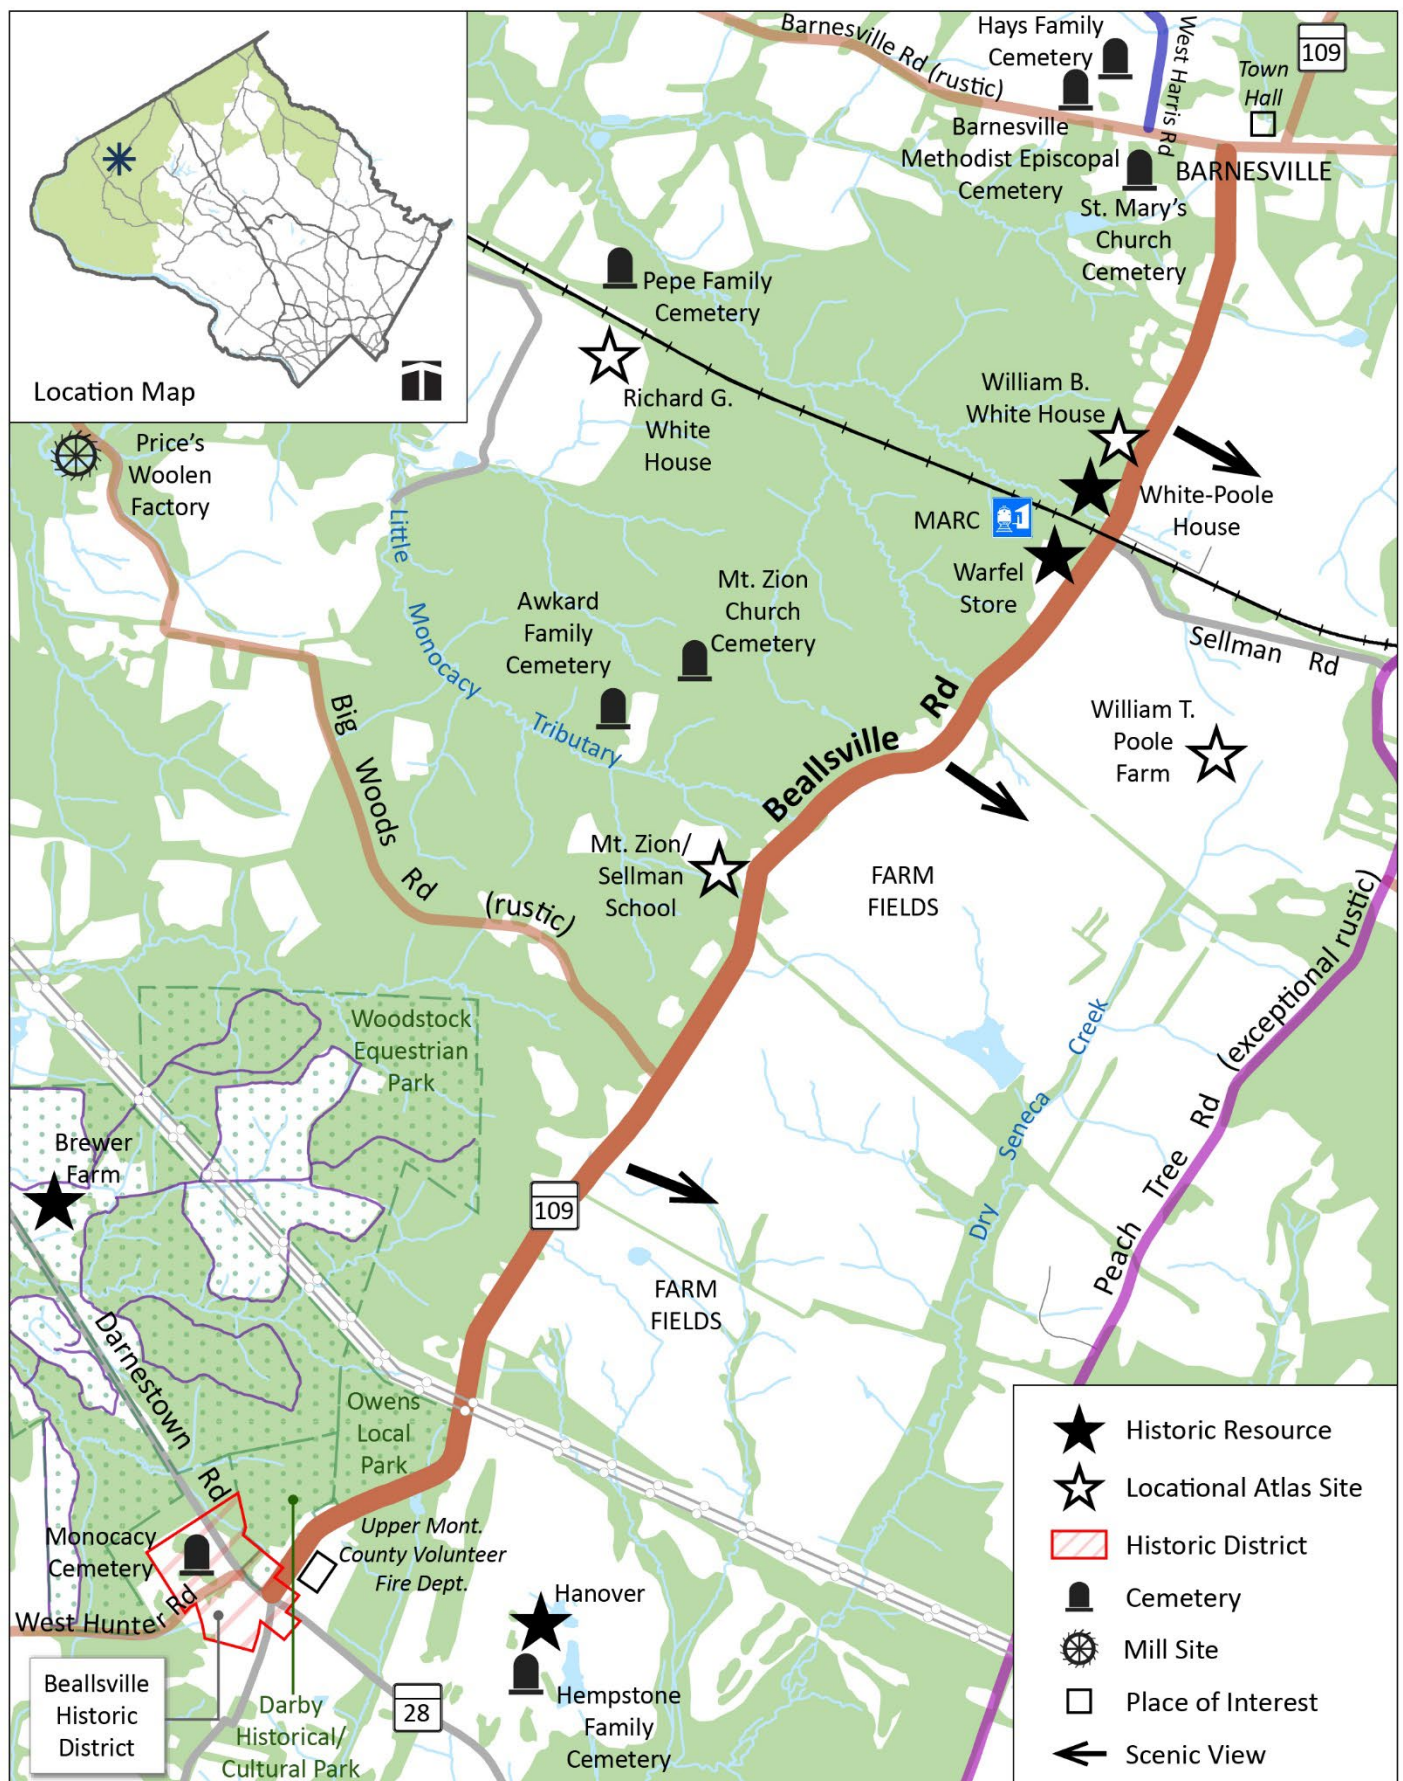 Hays Family
Cemetery
Barnesville Rd (rustic)
West Harris Rd
Town
Hall
109
Barnesville
Methodist Episcopal
Cemetery
BARNESVILLE
St. Mary's
Church
Cemetery
Location Map
Pepe Family
Cemetery
Richard G.
White
House
William B.
White House
White-Poole
House
MARC
Warfel
Store
Sellman Rd
Price's
Woolen
Factory
Little Monocacy Tributary
Awkard
Family
Cemetery
Mt. Zion
Church
Cemetery
Beallsville Rd
William T.
Poole
Farm
Big Woods Rd (rustic)
Mt. Zion/
Sellman
School
FARM
FIELDS
Peach Tree Rd (exceptional rustic)
Dry Seneca Creek
Woodstock
Equestrian
Park
Brewer
Farm
109
FARM
FIELDS
Darnestown Rd
Owens
Local
Park
Monocacy
Cemetery
West Hunter Rd
Upper Mont.
County Volunteer
Fire Dept.
Hanover
Hempstone
Family
Cemetery
28
Beallsville
Historic
District
Darby
Historical/
Cultural Park
Historic Resource
Locational Atlas Site
Historic District
Cemetery
Mill Site
Place of Interest
Scenic View